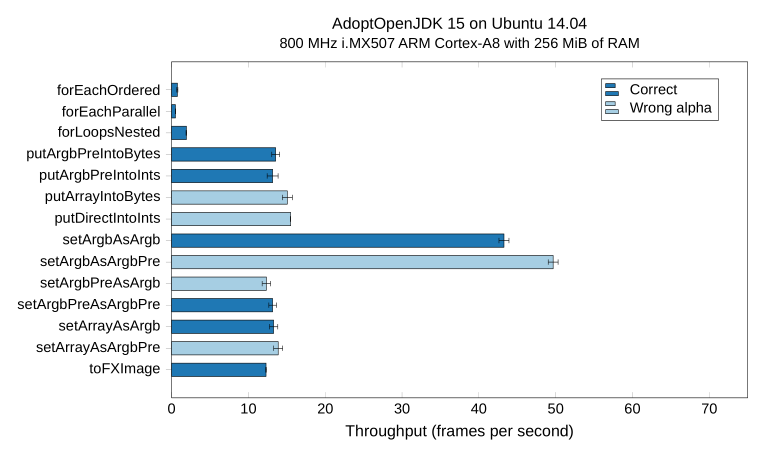 AdoptOpenJDK 15 on Ubuntu 14.04
800 MHz i.MX507 ARM Cortex-A8 with 256 MiB of RAM
Correct
Wrong alpha
forEachOrdered
forEachParallel
forLoopsNested
putArgbPreIntoBytes
putArgbPreIntoInts
putArrayIntoBytes
putDirectIntoInts
setArgbAsArgb
setArgbAsArgbPre
setArgbPreAsArgb
setArgbPreAsArgbPre
setArrayAsArgb
setArrayAsArgbPre
toFXImage
0 10 20 30 40 50 60 70
Throughput (frames per second)